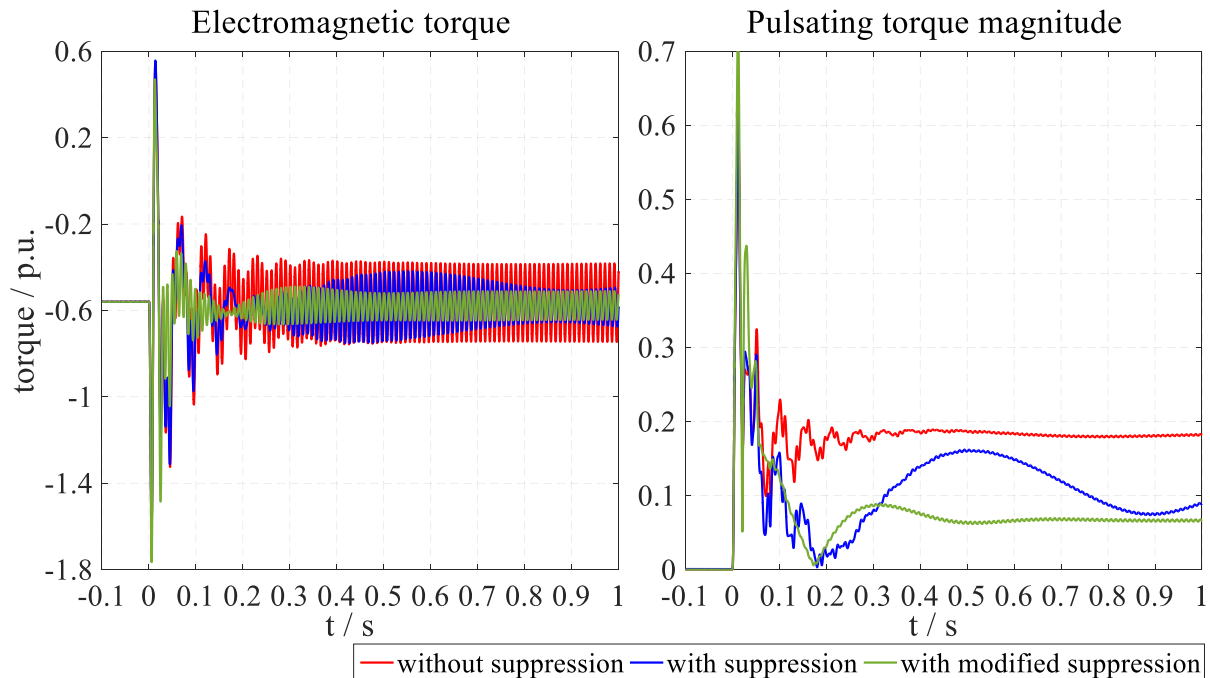 Electromagnetic torque
Pulsating torque magnitude
torque / p.u.
0.6
0.2
-0.2
-0.6
-1
-1.4
-1.8
-0.1 0 0.1 0.2 0.3 0.4 0.5 0.6 0.7 0.8 0.9 1
t / s
0.7
0.6
0.5
0.4
0.3
0.2
0.1
0
-0.1 0 0.1 0.2 0.3 0.4 0.5 0.6 0.7 0.8 0.9 1
t / s
without suppression with suppression with modified suppression